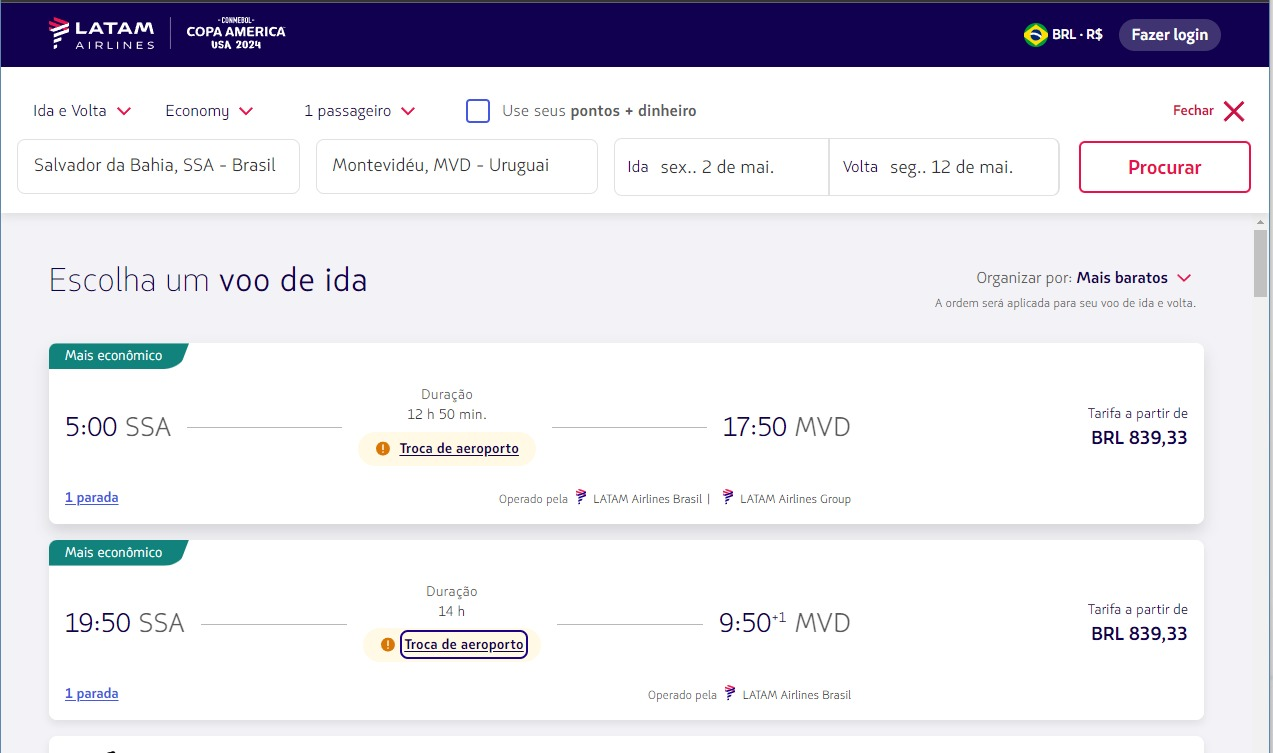 LATAM AIRLINES
CONMEBOL COPA AMERICA USA 2024
BRL · R$
Fazer login
Ida e Volta
Economy
1 passageiro
Use seus pontos + dinheiro
Fechar
Salvador da Bahia, SSA - Brasil
Montevidéu, MVD - Uruguai
Ida sex.. 2 de mai.
Volta seg.. 12 de mai.
Procurar
Escolha um voo de ida
Organizar por: Mais baratos
A ordem será aplicada para seu voo de ida e volta.
Mais econômico
5:00 SSA
Duração
12 h 50 min.
Troca de aeroporto
17:50 MVD
Tarifa a partir de
BRL 839,33
1 parada
Operado pela LATAM Airlines Brasil | LATAM Airlines Group
Mais econômico
19:50 SSA
Duração
14 h
Troca de aeroporto
9:50+1 MVD
Tarifa a partir de
BRL 839,33
1 parada
Operado pela LATAM Airlines Brasil